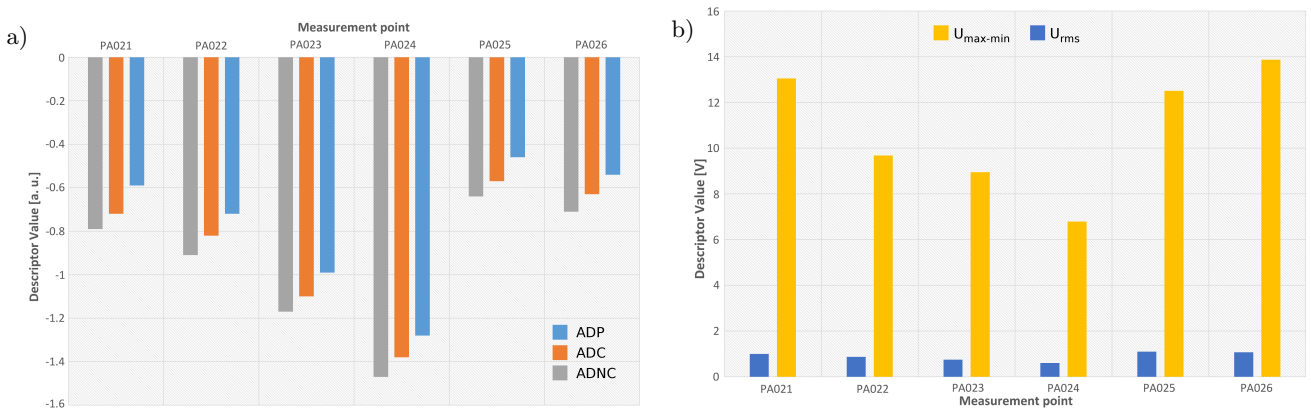 a)
Measurement point
PA021 PA022 PA023 PA024 PA025 PA026
0
-0.2
-0.4
-0.6
-0.8
-1
-1.2
-1.4
-1.6
Descriptor Value [a. u.]
ADP
ADC
ADNC
b)
16
14
12
10
8
6
4
2
0
Descriptor Value [V]
Umax-min Urms
PA021 PA022 PA023 PA024 PA025 PA026
Measurement point